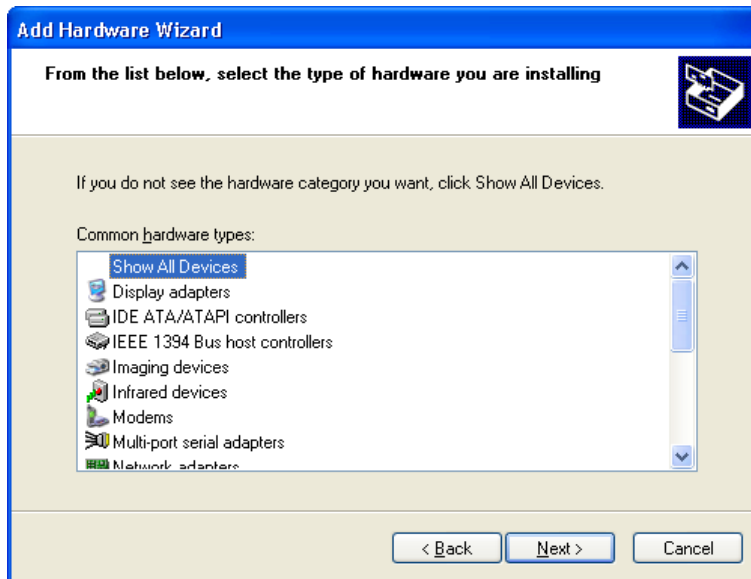 Add Hardware Wizard
From the list below, select the type of hardware you are installing
If you do not see the hardware category you want, click Show All Devices.
Common hardware types:
Show All Devices
Display adapters
IDE ATA/ATAPI controllers
IEEE 1394 Bus host controllers
Imaging devices
Infrared devices
Modems
Multi-port serial adapters
Network adapters
< Back Next > Cancel